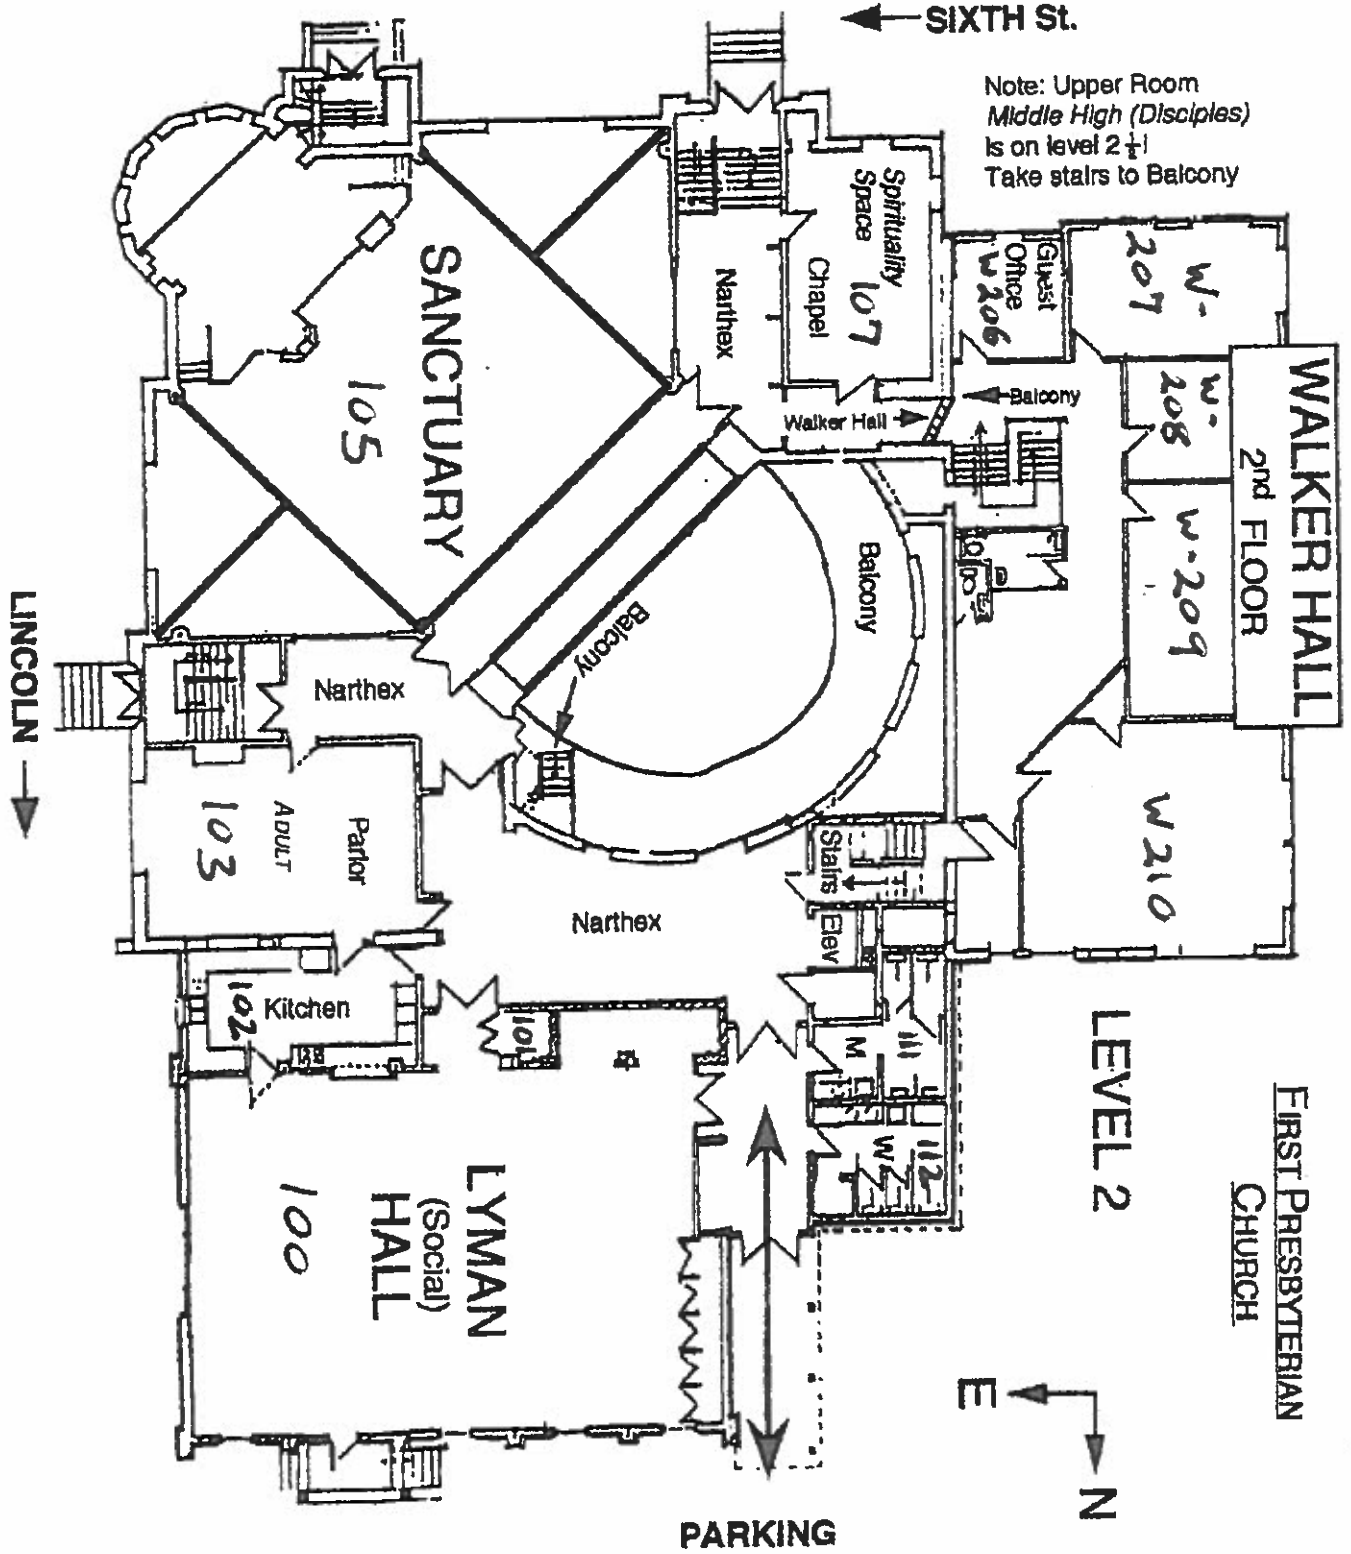 SIXTH St.
Note: Upper Room
Middle High (Disciples)
Is on level 2 ½!
Take stairs to Balcony
Spirituality
Space 107
Chapel
Narthex
Guest
Office
W206
W-
207
W-
208
W-209
WALKER HALL
2nd FLOOR
Balcony
Walker Hall
SANCTUARY
105
Balcony
Balcony
LINCOLN
Narthex
Parlor
ADULT
103
Narthex
Stairs
Elev
W210
Kitchen
102
101
M
111
W
112
LYMAN
(Social)
HALL
100
LEVEL 2
FIRST PRESBYTERIAN
CHURCH
E
N
PARKING